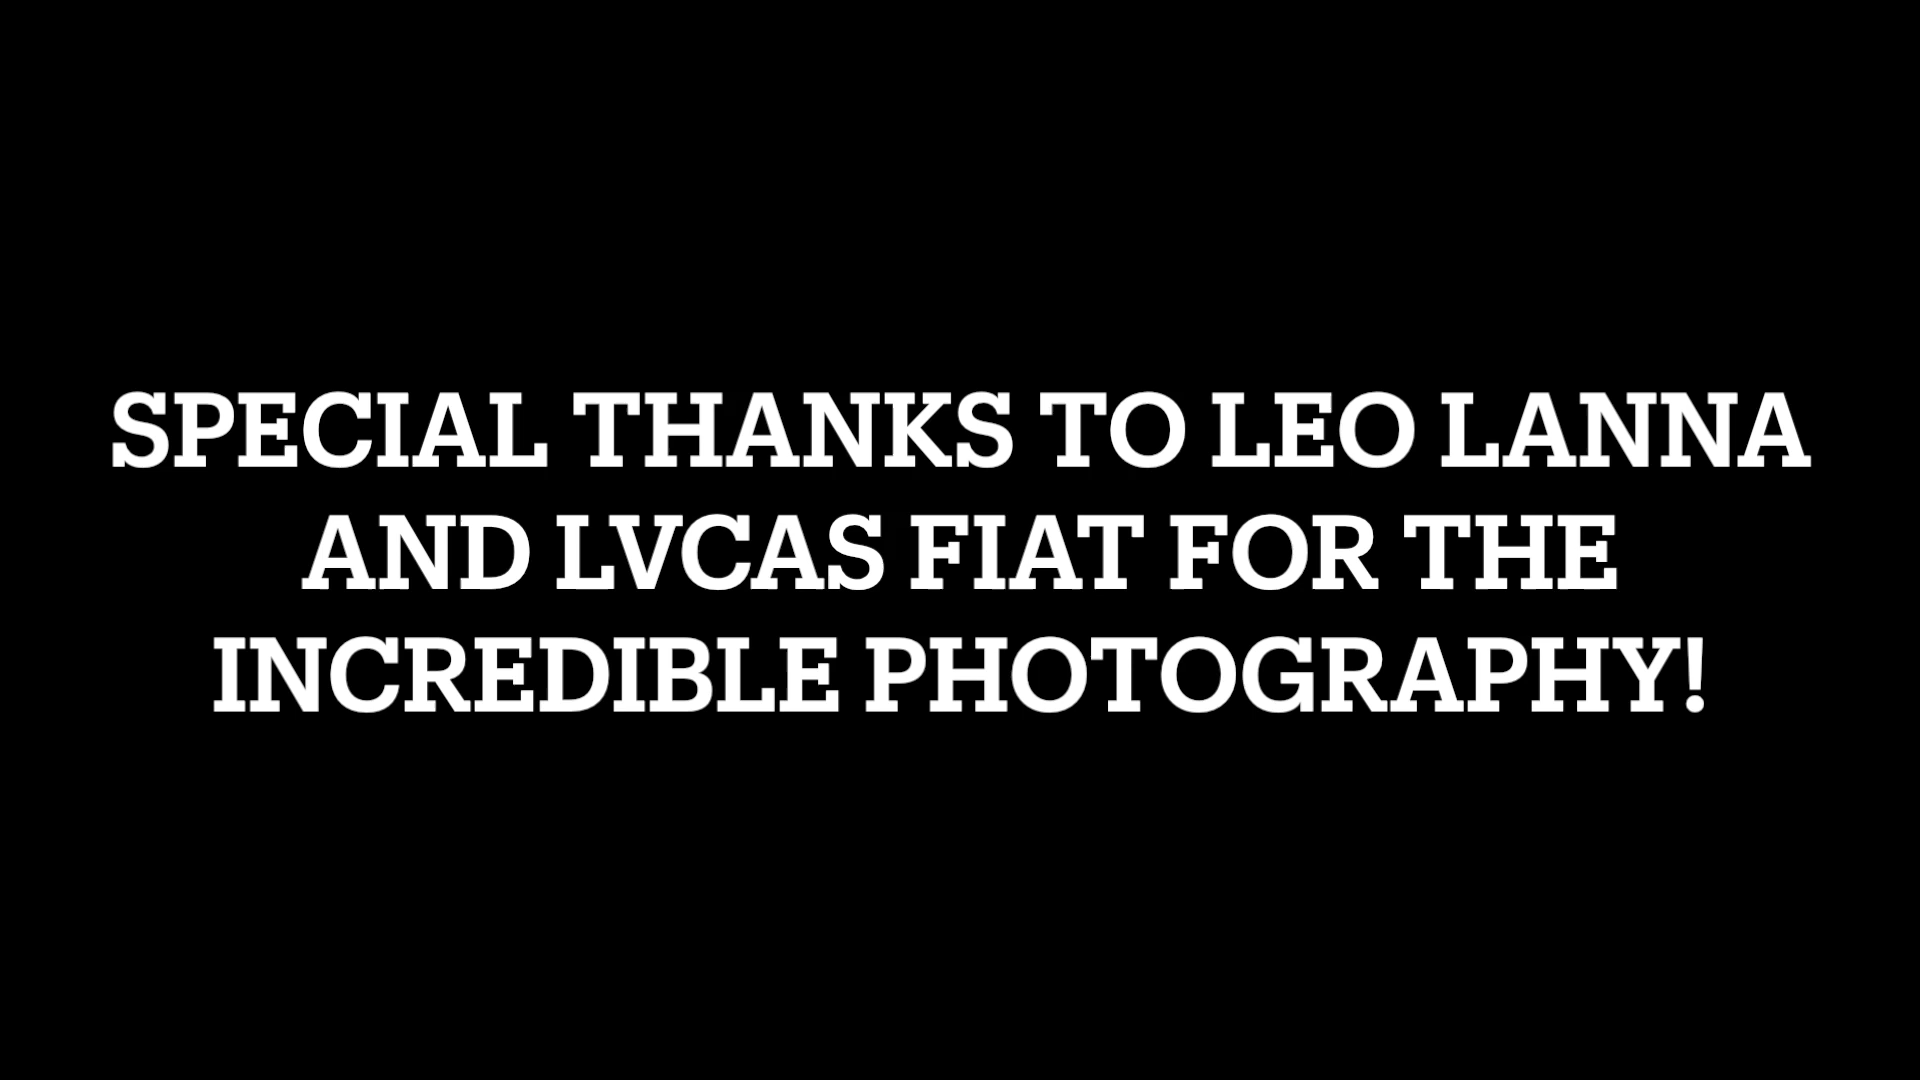 SPECIAL THANKS TO LEO LANNA
AND LVCAS FIAT FOR THE
INCREDIBLE PHOTOGRAPHY!